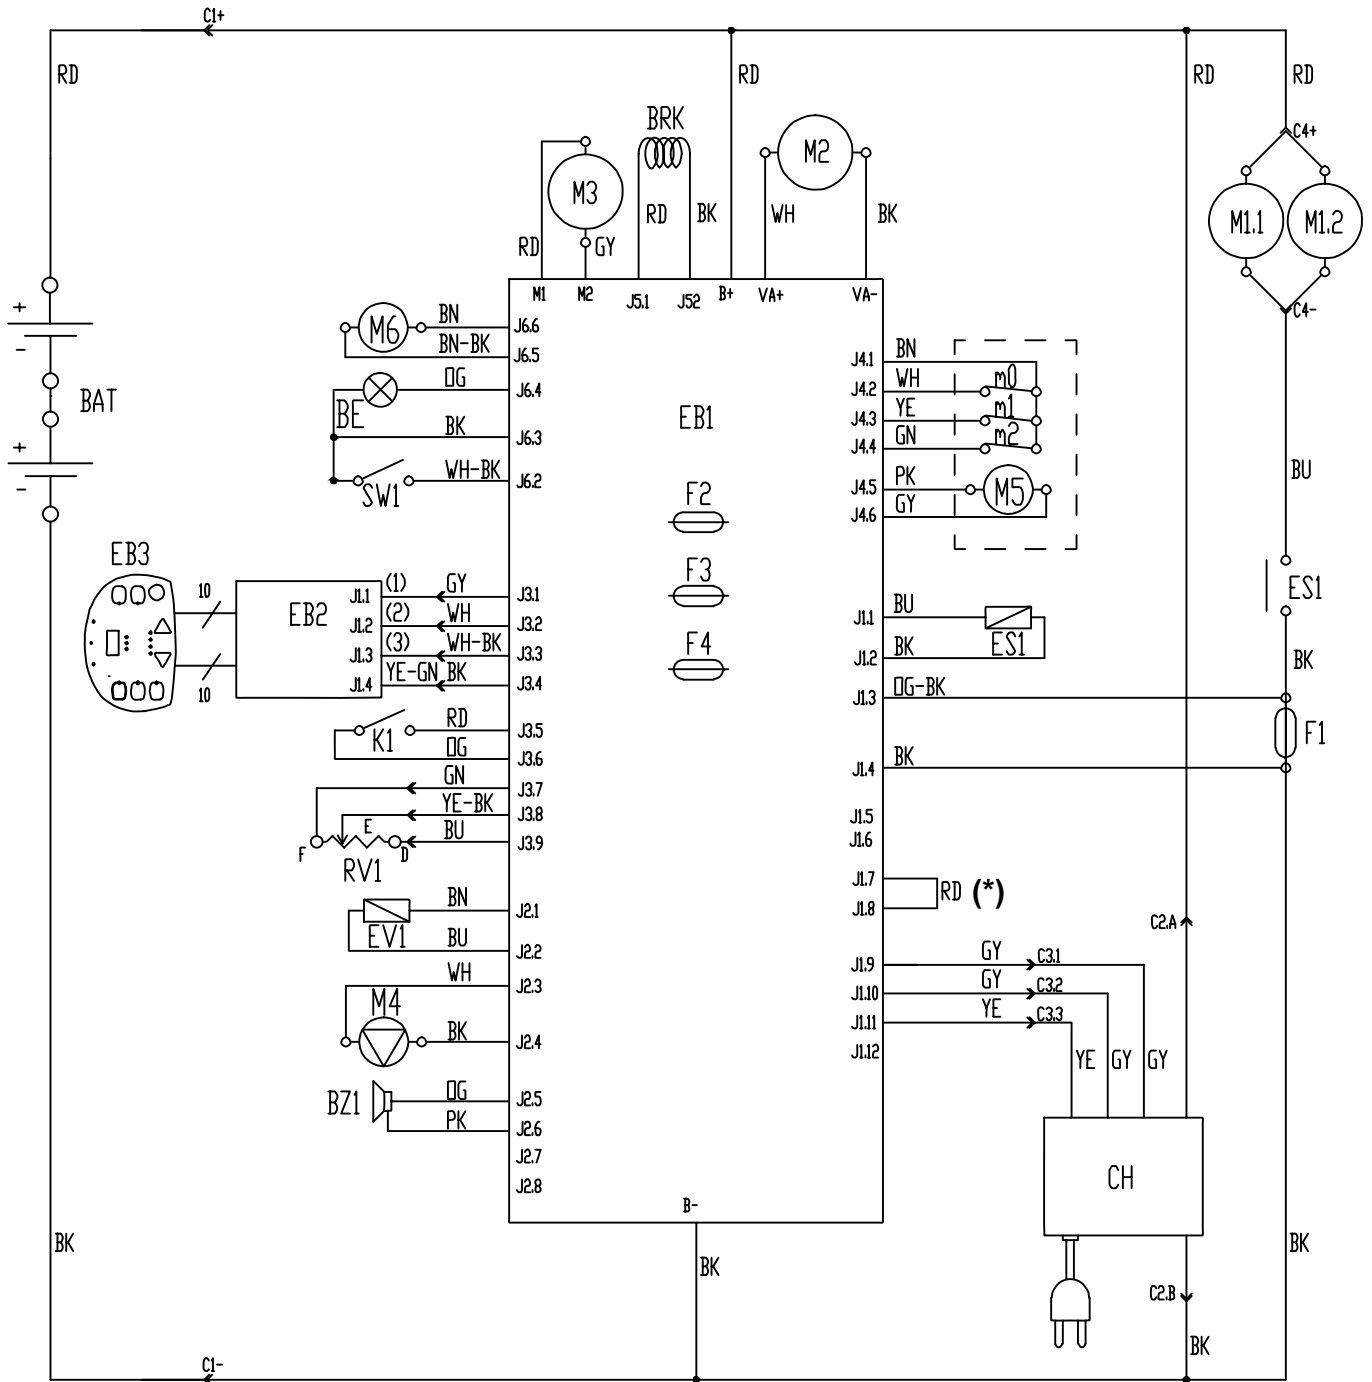 C1+
RD
RD
RD
RD
C4+
BRK
M3
M2
M1.1
M1.2
RD
GY
RD
BK
WH
BK
M1
M2
J5.1
J52
B+
VA+
VA-
C4-
+
-
BAT
+
-
M6
BN
J6.6
BN-BK
J6.5
OG
J6.4
BE
BK
J6.3
WH-BK
J6.2
SW1
EB1
F2
F3
F4
J4.1
BN
J4.2
WH
m0
J4.3
YE
m1
J4.4
GN
m2
J4.5
PK
M5
J4.6
GY
BU
ES1
BK
EB3
10
10
EB2
J1.1
(1)
GY
J3.1
J1.2
(2)
WH
J3.2
J1.3
(3)
WH-BK
J3.3
J1.4
YE-GN
BK
J3.4
K1
RD
J3.5
OG
J3.6
GN
J3.7
YE-BK
J3.8
BU
J3.9
F
E
D
RV1
J1.1
BU
ES1
J1.2
BK
J1.3
OG-BK
F1
J1.4
BK
J1.5
J1.6
J1.7
RD (*)
J1.8
BN
J2.1
EV1
BU
J2.2
WH
J2.3
M4
BK
J2.4
BZ1
OG
J2.5
PK
J2.6
J2.7
J2.8
C2.A
J1.9
GY
C3.1
J1.10
GY
C3.2
J1.11
YE
C3.3
J1.12
YE
GY
GY
CH
B-
BK
BK
BK
C2.B
BK
C1-